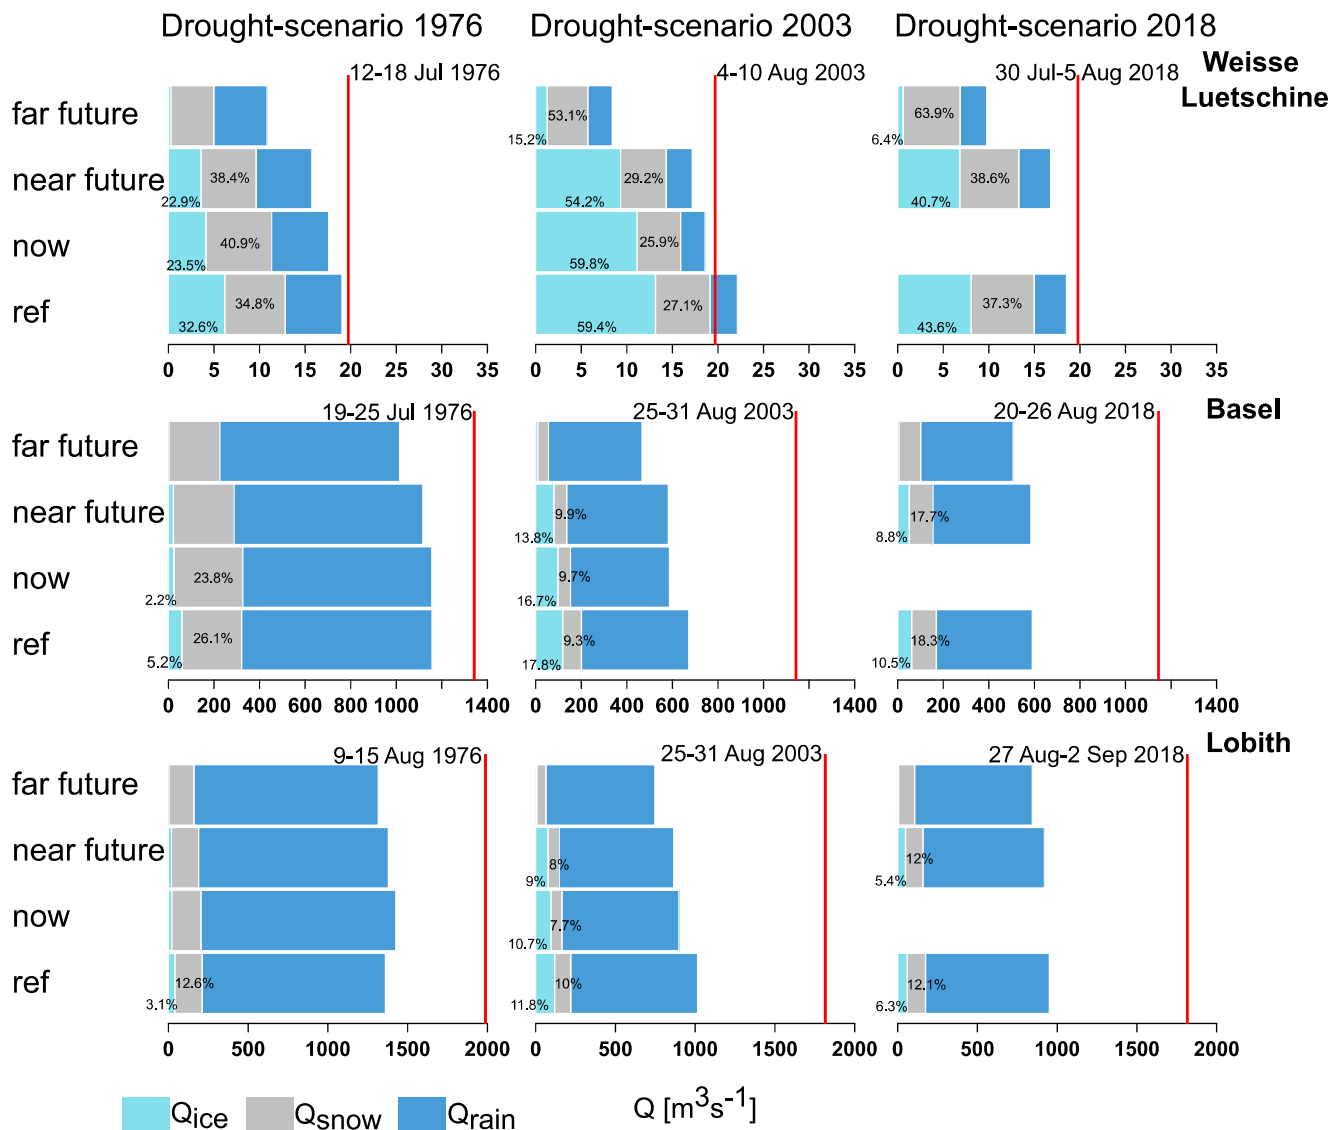 Drought-scenario 1976 Drought-scenario 2003 Drought-scenario 2018
12-18 Jul 1976 4-10 Aug 2003 30 Jul-5 Aug 2018 Weisse
Luetschine
far future 53.1% 63.9%
15.2% 6.4%
near future 38.4% 29.2% 38.6%
22.9% 54.2% 40.7%
now 40.9% 25.9%
23.5% 59.8%
ref 34.8% 27.1% 37.3%
32.6% 59.4% 43.6%
0 5 10 15 20 25 30 35 0 5 10 15 20 25 30 35 0 5 10 15 20 25 30 35
19-25 Jul 1976 25-31 Aug 2003 20-26 Aug 2018 Basel
far future
near future 9.9% 17.7%
13.8% 8.8%
now 23.8% 9.7%
2.2% 16.7%
ref 26.1% 9.3% 18.3%
5.2% 17.8% 10.5%
0 200 400 600 800 1000 1400 0 200 400 600 800 1000 1400 0 200 400 600 800 1000 1400
Lobith
9-15 Aug 1976 25-31 Aug 2003 27 Aug-2 Sep 2018
far future
near future 8% 12%
9% 5.4%
now 7.7%
10.7%
ref 12.6% 10% 12.1%
3.1% 11.8% 6.3%
0 500 1000 1500 2000 0 500 1000 1500 2000 0 500 1000 1500 2000
Qice Qsnow Qrain Q [m³s⁻¹]